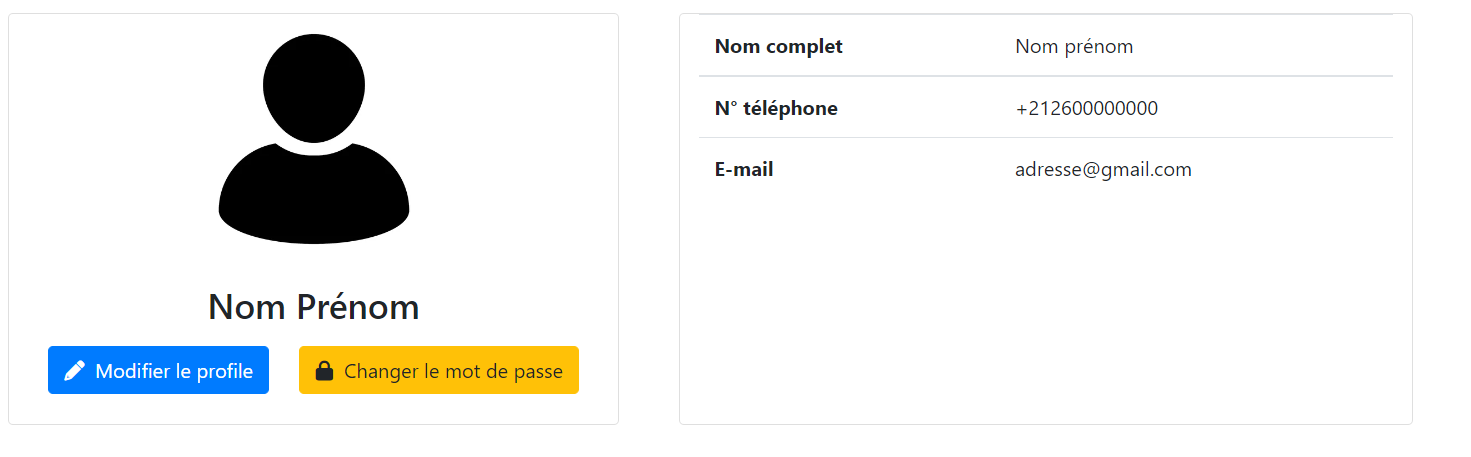 Nom Prénom
Modifier le profile
Changer le mot de passe
Nom complet Nom prénom
N° téléphone +212600000000
E-mail adresse@gmail.com